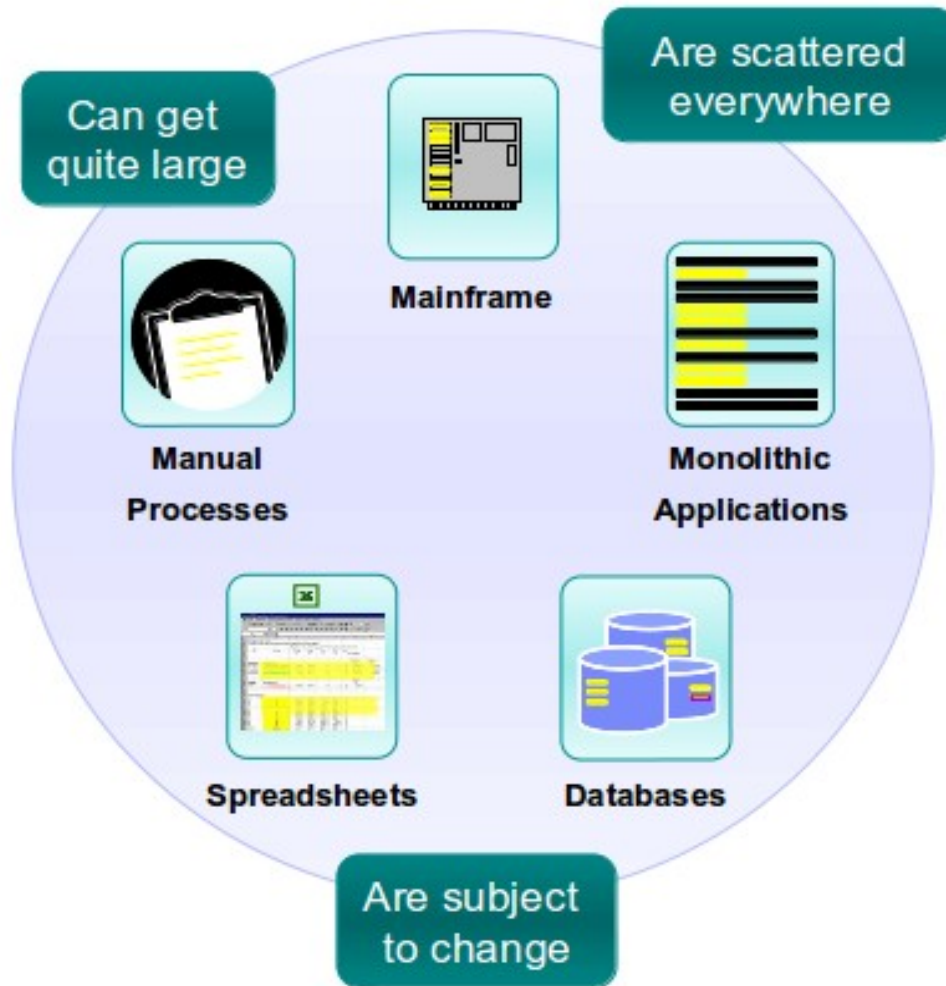 Are scattered
everywhere
Can get
quite large
Mainframe
Manual
Processes
Monolithic
Applications
Spreadsheets
Databases
Are subject
to change